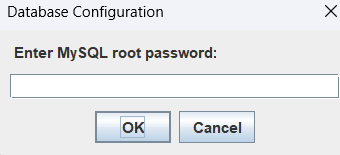 Database Configuration
Enter MySQL root password:
OK
Cancel